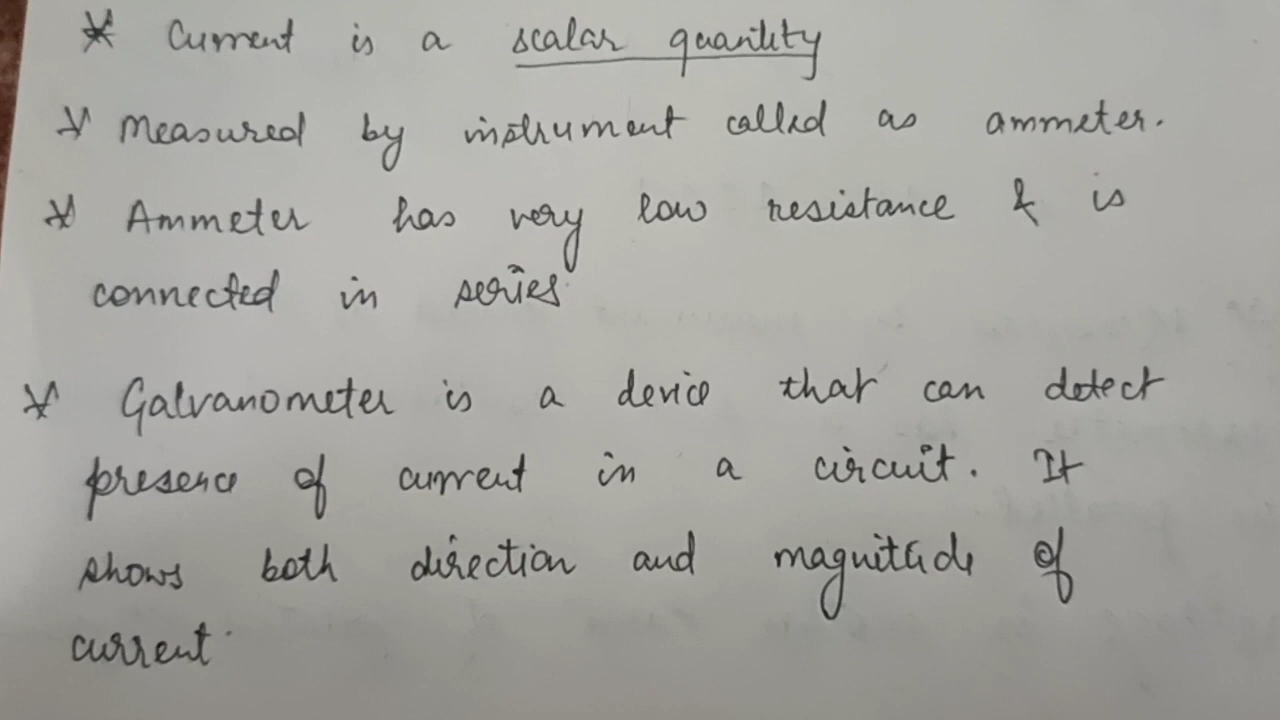 * Current is a scalar quantity
* Measured by instrument called as ammeter.
* Ammeter has very low resistance & is
connected in series
* Galvanometer is a device that can detect
presence of current in a circuit. It
shows both direction and magnitude of
current.